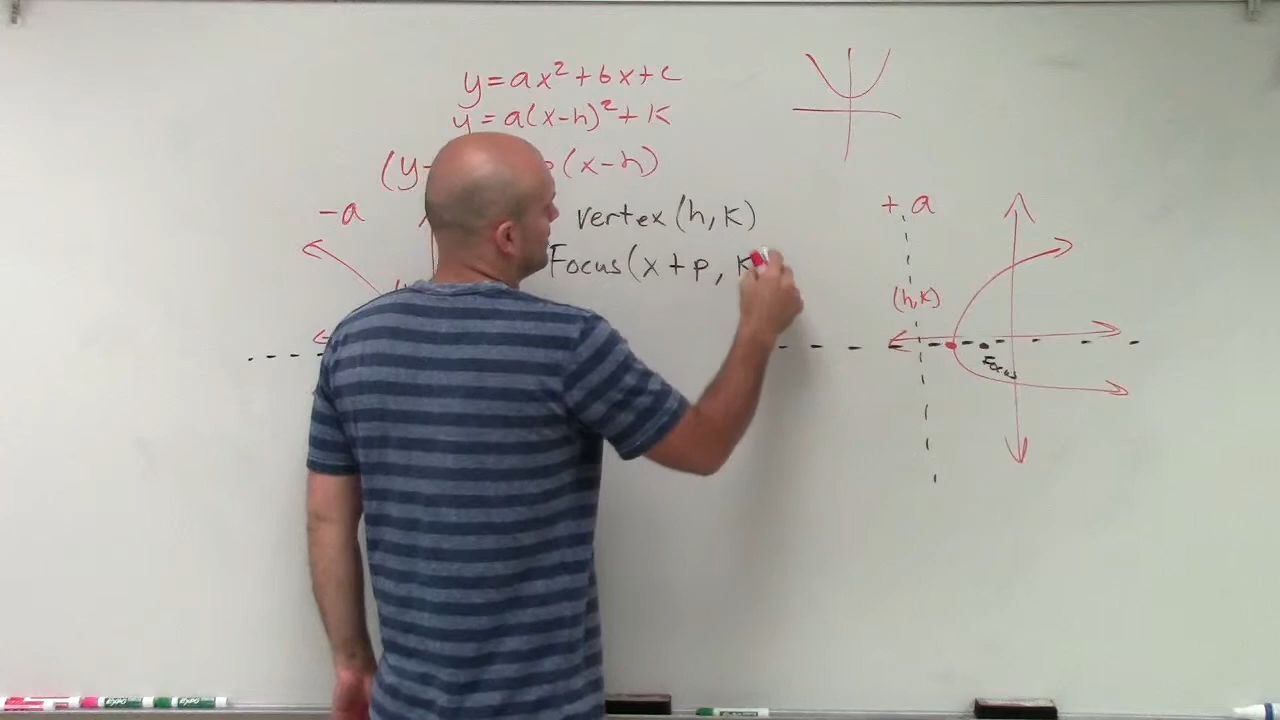 y = ax² + bx + c
y = a(x-h)² + k
(y- (x-h)
-a
vertex (h, k)
+ a
Focus (x + p, k
(h,k)
Focus